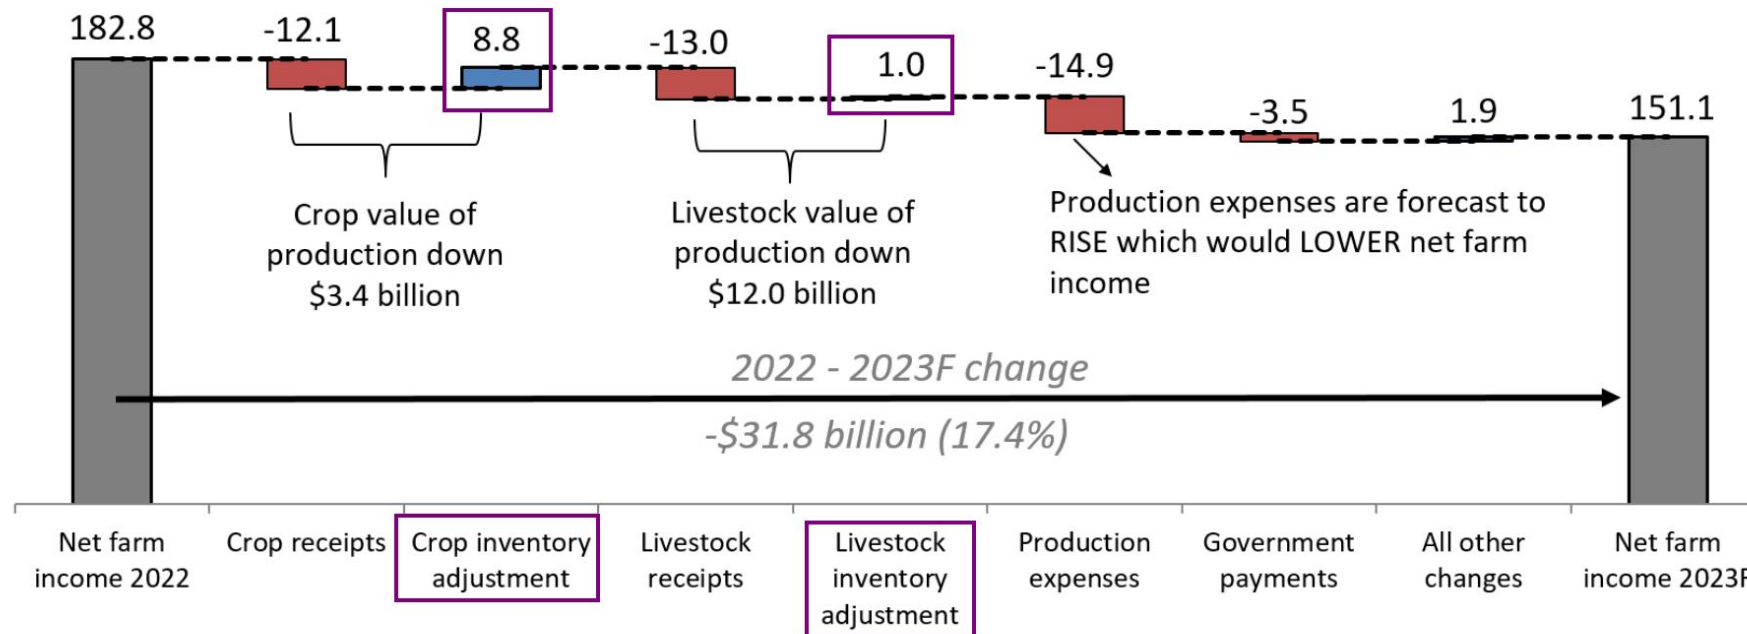 182.8
-12.1
8.8
-13.0
1.0
-14.9
-3.5
1.9
151.1
Crop value of
production down
$3.4 billion
Livestock value of
production down
$12.0 billion
Production expenses are forecast to
RISE which would LOWER net farm
income
2022 - 2023F change
-$31.8 billion (17.4%)
Net farm
income 2022
Crop receipts
Crop inventory
adjustment
Livestock
receipts
Livestock
inventory
adjustment
Production
expenses
Government
payments
All other
changes
Net farm
income 2023F